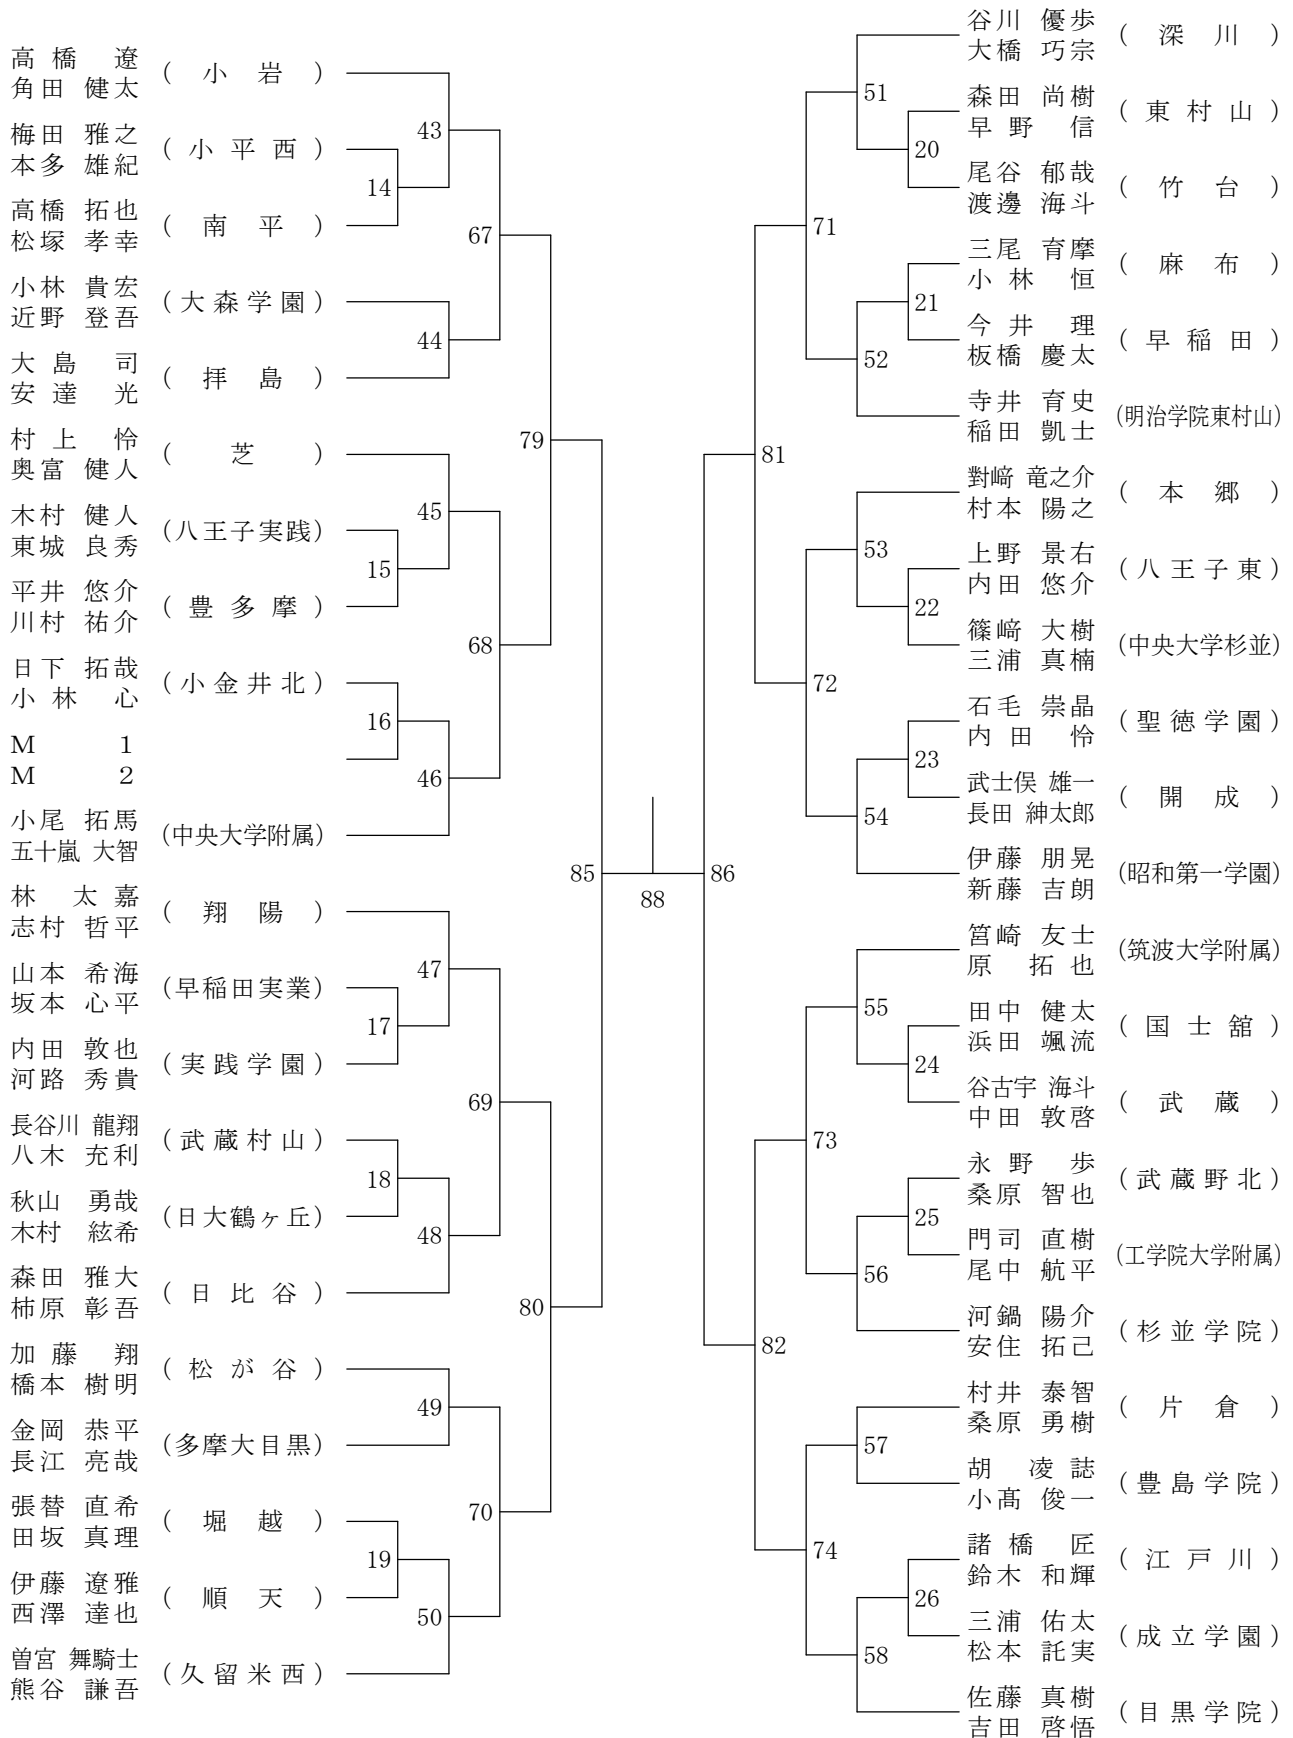 高橋 遼
角田 健太
(小岩)
梅田 雅之
本多 雄紀
(小平西)
高橋 拓也
松塚 孝幸
(南平)
小林 貴宏
近野 登吾
(大森学園)
大島 司
安達 光
(拝島)
村上 怜
奥富 健人
(芝)
木村 健人
東城 良秀
(八王子実践)
平井 悠介
川村 祐介
(豊多摩)
日下 拓哉
小林 心
(小金井北)
M 1
M 2
小尾 拓馬
五十嵐 大智
(中央大学附属)
林 太嘉
志村 哲平
(翔陽)
山本 希海
坂本 心平
(早稲田実業)
内田 敦也
河路 秀貴
(実践学園)
長谷川 龍翔
八木 充利
(武蔵村山)
秋山 勇哉
木村 絃希
(日大鶴ヶ丘)
森田 雅大
柿原 彰吾
(日比谷)
加藤 翔
橋本 樹明
(松が谷)
金岡 恭平
長江 亮哉
(多摩大目黒)
張替 直希
田坂 真理
(堀越)
伊藤 遼雅
西澤 達也
(順天)
曽宮 舞騎士
熊谷 謙吾
(久留米西)
14
15
16
17
18
19
43
44
45
46
47
48
49
50
67
68
69
70
79
80
85
88
86
81
82
71
72
73
74
51
52
53
54
55
56
57
58
20
21
22
23
24
25
26
谷川 優歩
大橋 巧宗
(深川)
森田 尚樹
早野 信
(東村山)
尾谷 郁哉
渡邊 海斗
(竹台)
三尾 育摩
小林 恒
(麻布)
今井 理
板橋 慶太
(早稲田)
寺井 育史
稲田 凱士
(明治学院東村山)
對﨑 竜之介
村本 陽之
(本郷)
上野 景右
内田 悠介
(八王子東)
篠﨑 大樹
三浦 真楠
(中央大学杉並)
石毛 崇晶
内田 怜
(聖徳学園)
武士俣 雄一
長田 紳太郎
(開成)
伊藤 朋晃
新藤 吉朗
(昭和第一学園)
筥崎 友士
原 拓也
(筑波大学附属)
田中 健太
浜田 颯流
(国士舘)
谷古宇 海斗
中田 敦啓
(武蔵)
永野 歩
桑原 智也
(武蔵野北)
門司 直樹
尾中 航平
(工学院大学附属)
河鍋 陽介
安住 拓己
(杉並学院)
村井 泰智
桑原 勇樹
(片倉)
胡 凌誌
小髙 俊一
(豊島学院)
諸橋 匠
鈴木 和輝
(江戸川)
三浦 佑太
松本 託実
(成立学園)
佐藤 真樹
吉田 啓悟
(目黒学院)